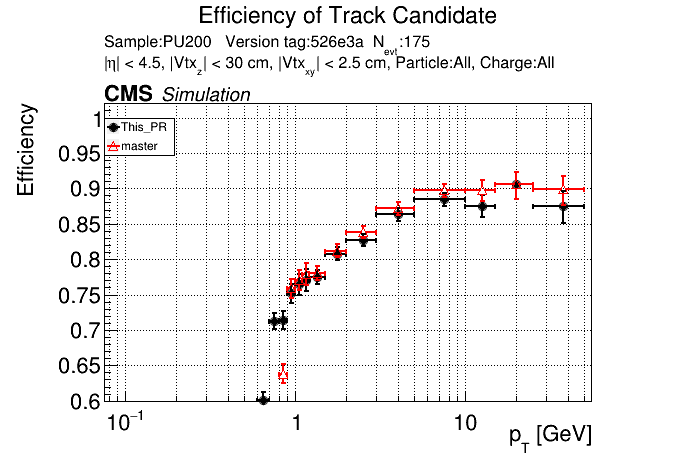 Efficiency of Track Candidate
Sample:PU200 Version tag:526e3a N_evt:175
|η| < 4.5, |Vtx_z| < 30 cm, |Vtx_xy| < 2.5 cm, Particle:All, Charge:All
CMS Simulation
Efficiency
1
This_PR
master
0.95
0.9
0.85
0.8
0.75
0.7
0.65
0.6
10⁻¹ 1 10
p_T [GeV]